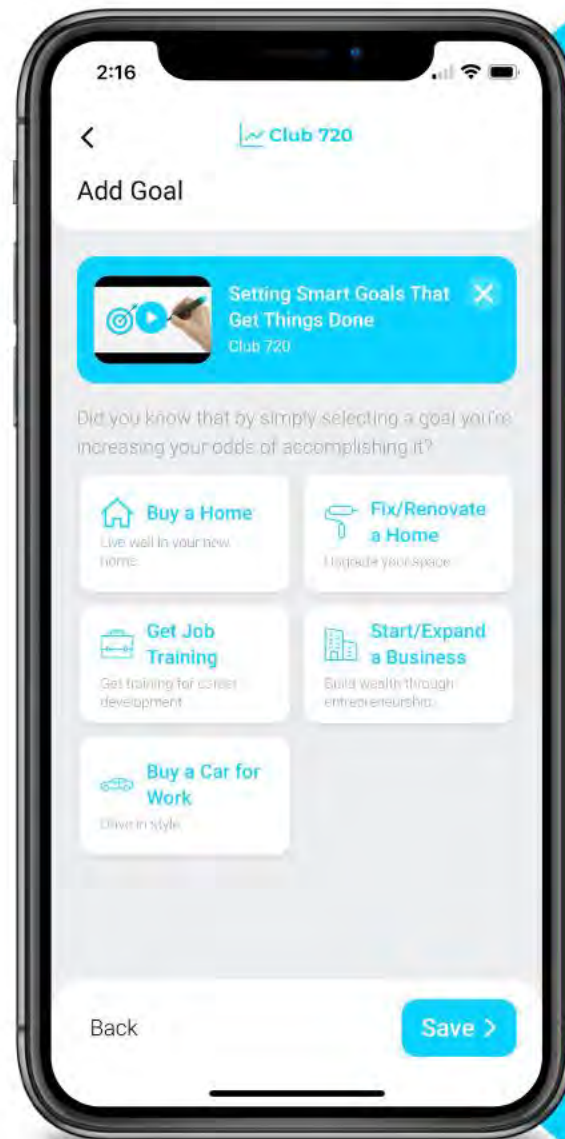 2:16
Club 720
Add Goal
Setting Smart Goals That
Get Things Done
Club 720
Did you know that by simply selecting a goal you're
increasing your odds of accomplishing it?
Buy a Home
Live well in your new
home.
Fix/Renovate
a Home
Upgrade your space.
Get Job
Training
Get training for career
development.
Start/Expand
a Business
Build wealth through
entrepreneurship.
Buy a Car for
Work
Drive in style.
Back
Save >